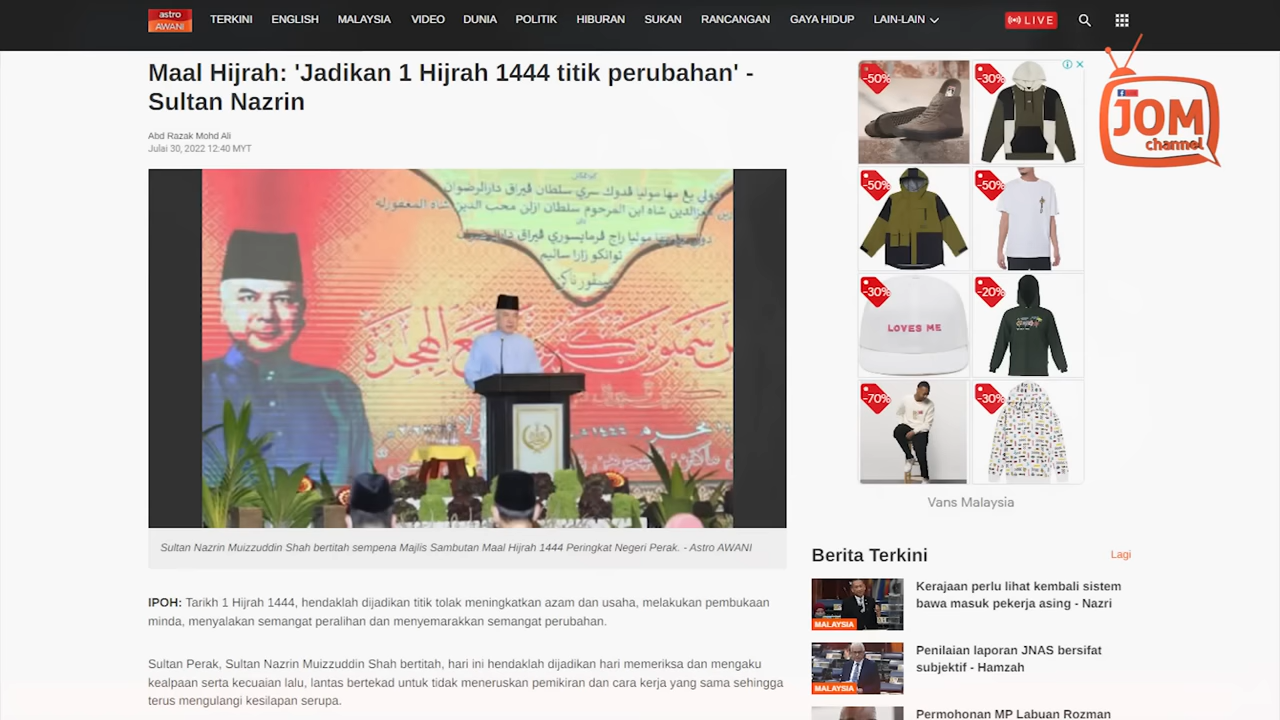 astro
AWANI
TERKINI ENGLISH MALAYSIA VIDEO DUNIA POLITIK HIBURAN SUKAN RANCANGAN GAYA HIDUP LAIN-LAIN
LIVE
Maal Hijrah: 'Jadikan 1 Hijrah 1444 titik perubahan' -
Sultan Nazrin
Abd Razak Mohd Ali
Julai 30, 2022 12:40 MYT
JOM
channel
-50%
-30%
-50%
-50%
-30%
LOVES ME
-20%
-70%
-30%
Vans Malaysia
Sultan Nazrin Muizzuddin Shah bertitah sempena Majlis Sambutan Maal Hijrah 1444 Peringkat Negeri Perak. - Astro AWANI
IPOH: Tarikh 1 Hijrah 1444, hendaklah dijadikan titik tolak meningkatkan azam dan usaha, melakukan pembukaan
minda, menyalakan semangat peralihan dan menyemarakkan semangat perubahan.
Sultan Perak, Sultan Nazrin Muizzuddin Shah bertitah, hari ini hendaklah dijadikan hari memeriksa dan mengaku
kealpaan serta kecuaian lalu, lantas bertekad untuk tidak meneruskan pemikiran dan cara kerja yang sama sehingga
terus mengulangi kesilapan serupa.
Berita Terkini
Lagi
Kerajaan perlu lihat kembali sistem
bawa masuk pekerja asing - Nazri
MALAYSIA
Penilaian laporan JNAS bersifat
subjektif - Hamzah
MALAYSIA
Permohonan MP Labuan Rozman